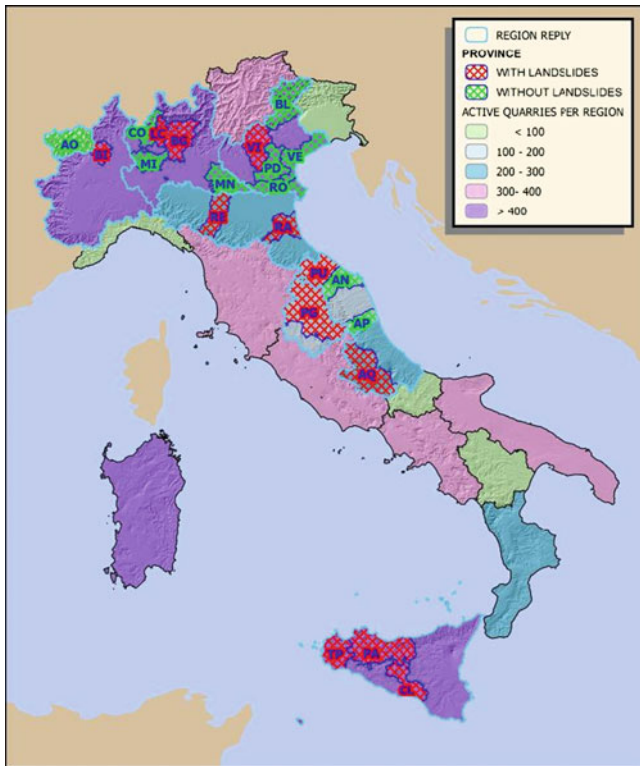 REGION REPLY
PROVINCE
WITH LANDSLIDES
WITHOUT LANDSLIDES
ACTIVE QUARRIES PER REGION
< 100
100 - 200
200 - 300
300- 400
> 400
BL
CO LC BG
AO
BI
VI
VE
MI
PD
MN
RO
RE
RA
PU
AN
PG
AP
AQ
TP
PA
CL